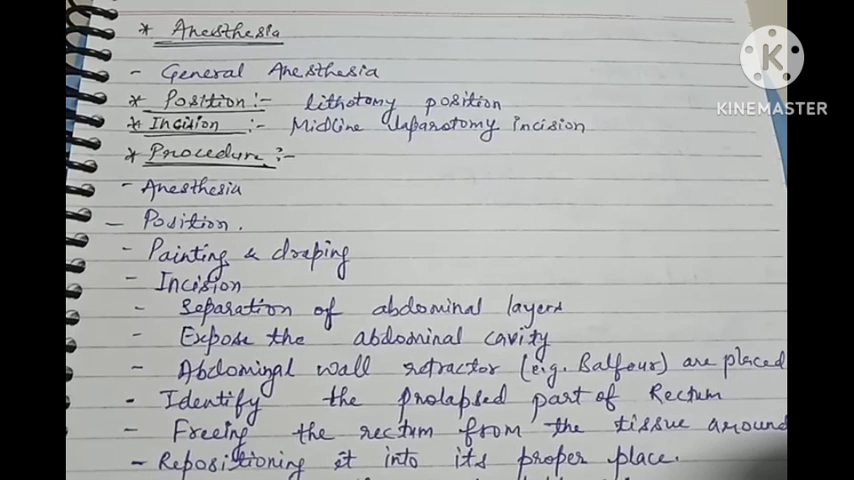 * Anesthesia
- General Anesthesia
* Position :- lithotomy position
* Incision :- Midline laparotomy incision
* Procedure :-
- Anesthesia
- Position.
- Painting & draping
- Incision
- Separation of abdominal layers
- Expose the abdominal cavity
- Abdominal wall retractor (e.g. Balfour) are placed
- Identify the prolapsed part of Rectum
- Freeing the rectum from the tissue around
- Repositioning it into its proper place.
K
KINEMASTER